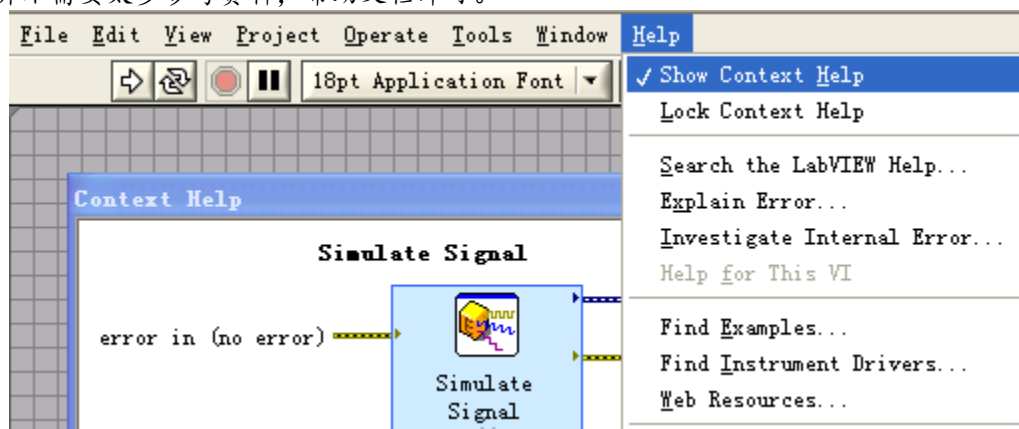 File Edit View Project Operate Tools Window Help
18pt Application Font
Show Context Help
Lock Context Help
Search the LabVIEW Help...
Explain Error...
Investigate Internal Error...
Help for This VI
Find Examples...
Find Instrument Drivers...
Web Resources...
Context Help
Simulate Signal
error in (no error)
Simulate
Signal